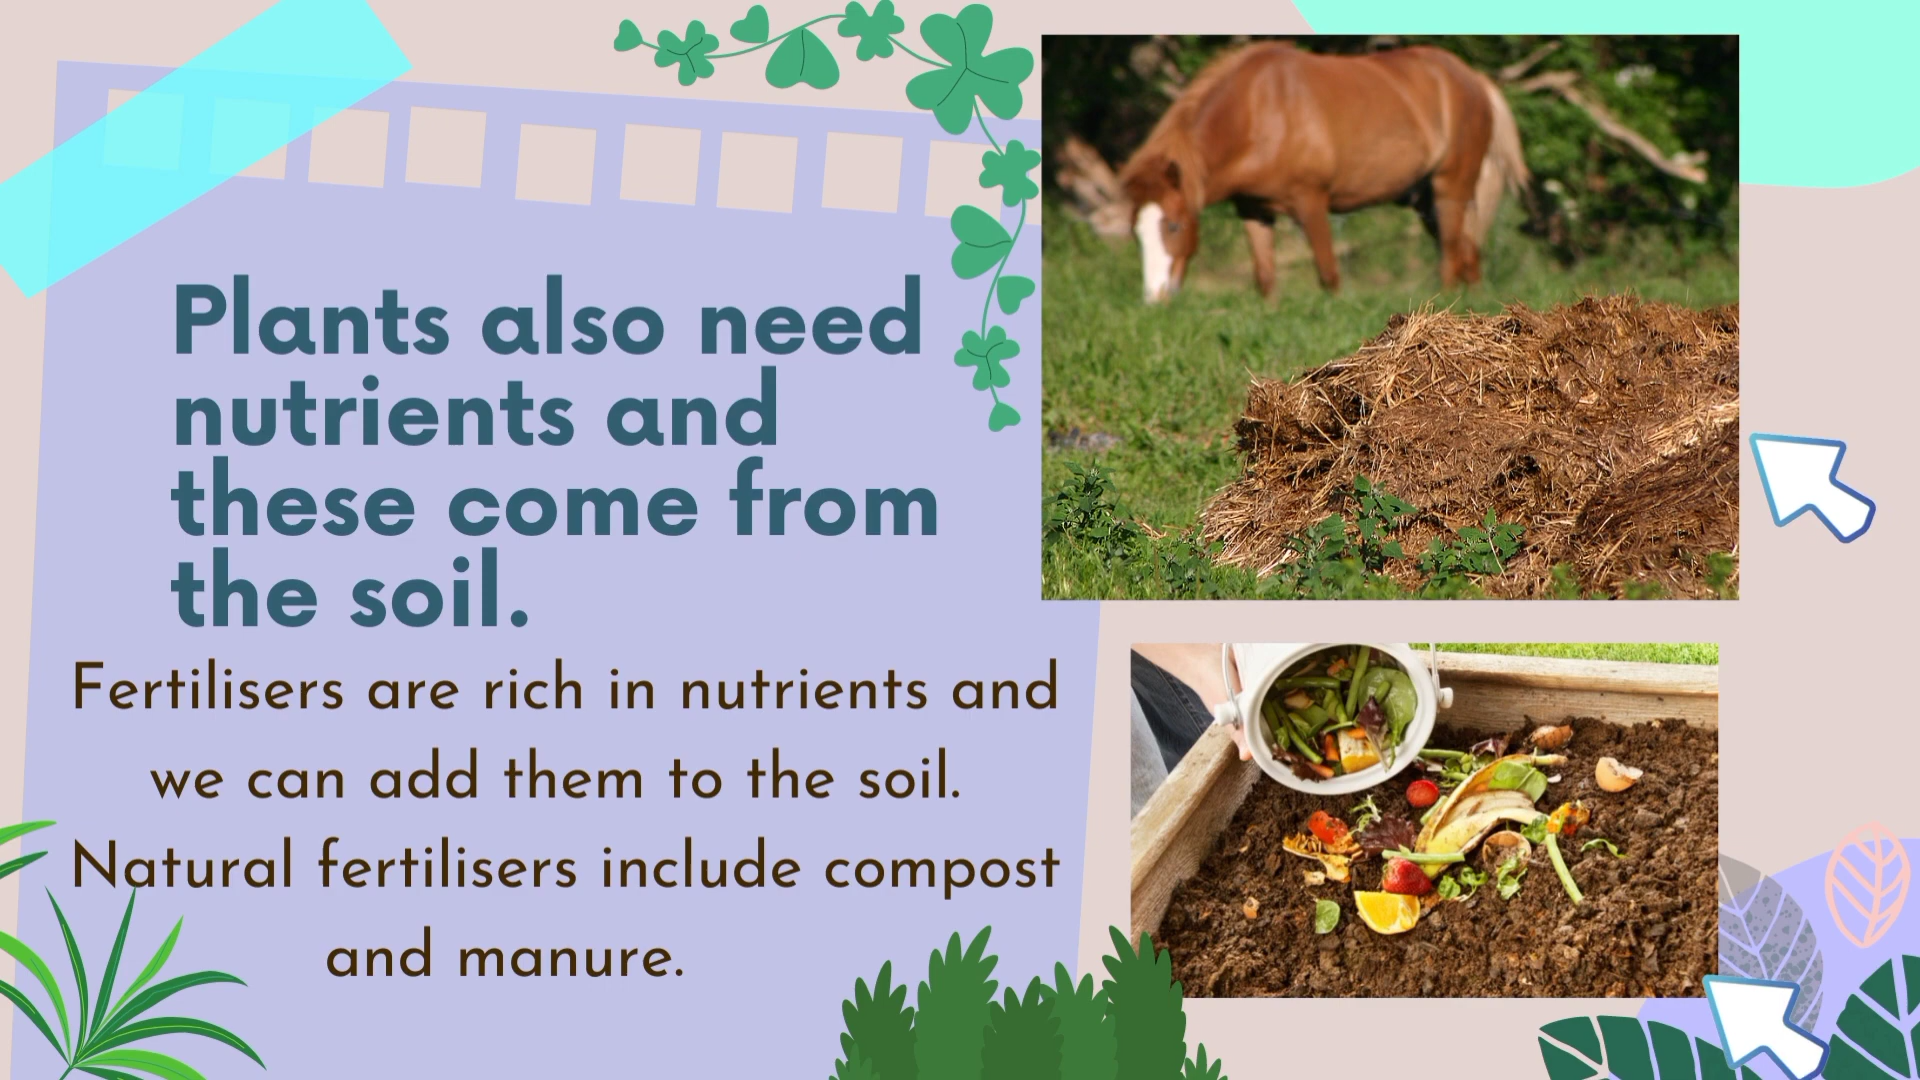 Plants also need
nutrients and
these come from
the soil.
Fertilisers are rich in nutrients and
we can add them to the soil.
Natural fertilisers include compost
and manure.